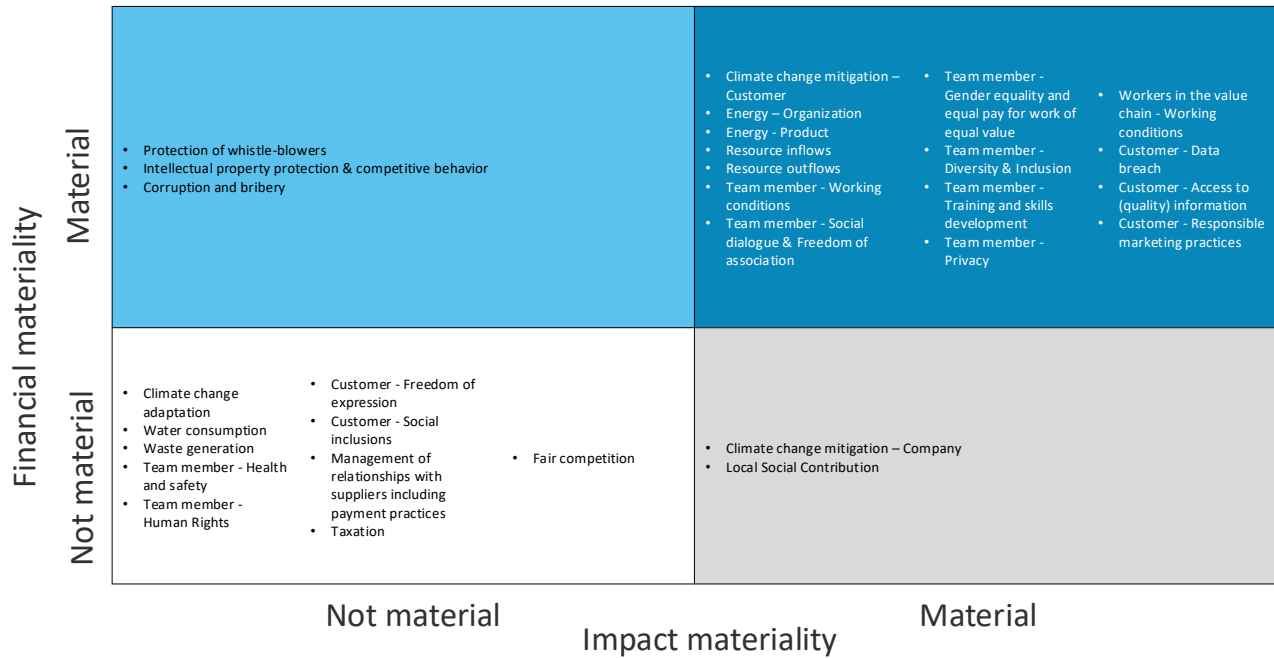 Financial materiality
Material
Not material
• Protection of whistle-blowers
• Intellectual property protection & competitive behavior
• Corruption and bribery
• Climate change mitigation –
Customer
• Energy – Organization
• Energy - Product
• Resource inflows
• Resource outflows
• Team member - Working
conditions
• Team member - Social
dialogue & Freedom of
association
• Team member -
Gender equality and
equal pay for work of
equal value
• Team member -
Diversity & Inclusion
• Team member -
Training and skills
development
• Team member -
Privacy
• Workers in the value
chain - Working
conditions
• Customer - Data
breach
• Customer - Access to
(quality) information
• Customer - Responsible
marketing practices
• Climate change
adaptation
• Water consumption
• Waste generation
• Team member - Health
and safety
• Team member -
Human Rights
• Customer - Freedom of
expression
• Customer - Social
inclusions
• Management of
relationships with
suppliers including
payment practices
• Taxation
• Fair competition
• Climate change mitigation – Company
• Local Social Contribution
Not material
Material
Impact materiality